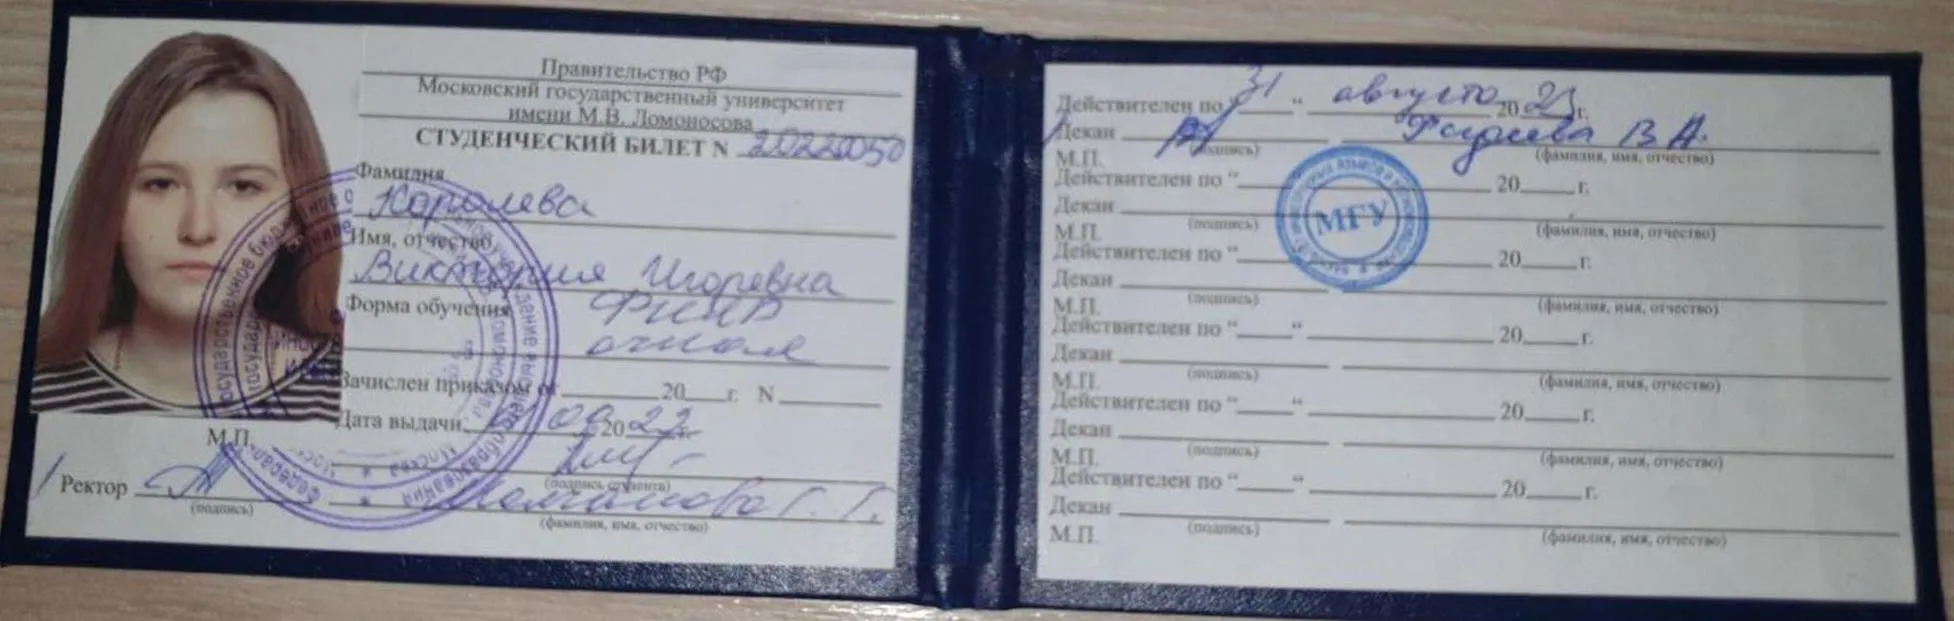 Правительство РФ
Московский государственный университет
имени М.В. Ломоносова
СТУДЕНЧЕСКИЙ БИЛЕТ N 20220050
Фамилия
Королева
Имя, отчество
Виктория Игоревна
Форма обучения ФИЯР
очная
Зачислен приказом от 20 г. N
Дата выдачи 09 2022 г.
М.П.
(подпись студента)
Ректор
(подпись)
(фамилия, имя, отчество)
Действителен по “31“ августа 2023г.
Декан В. А.
(подпись) (фамилия, имя, отчество)
М.П.
МГУ
Действителен по “ “ 20 г.
Декан
(подпись) (фамилия, имя, отчество)
М.П.
Действителен по “ “ 20 г.
Декан
(подпись) (фамилия, имя, отчество)
М.П.
Действителен по “ “ 20 г.
Декан
(подпись) (фамилия, имя, отчество)
М.П.
Действителен по “ “ 20 г.
Декан
(подпись) (фамилия, имя, отчество)
М.П.
Действителен по “ “ 20 г.
Декан
(подпись) (фамилия, имя, отчество)
М.П.